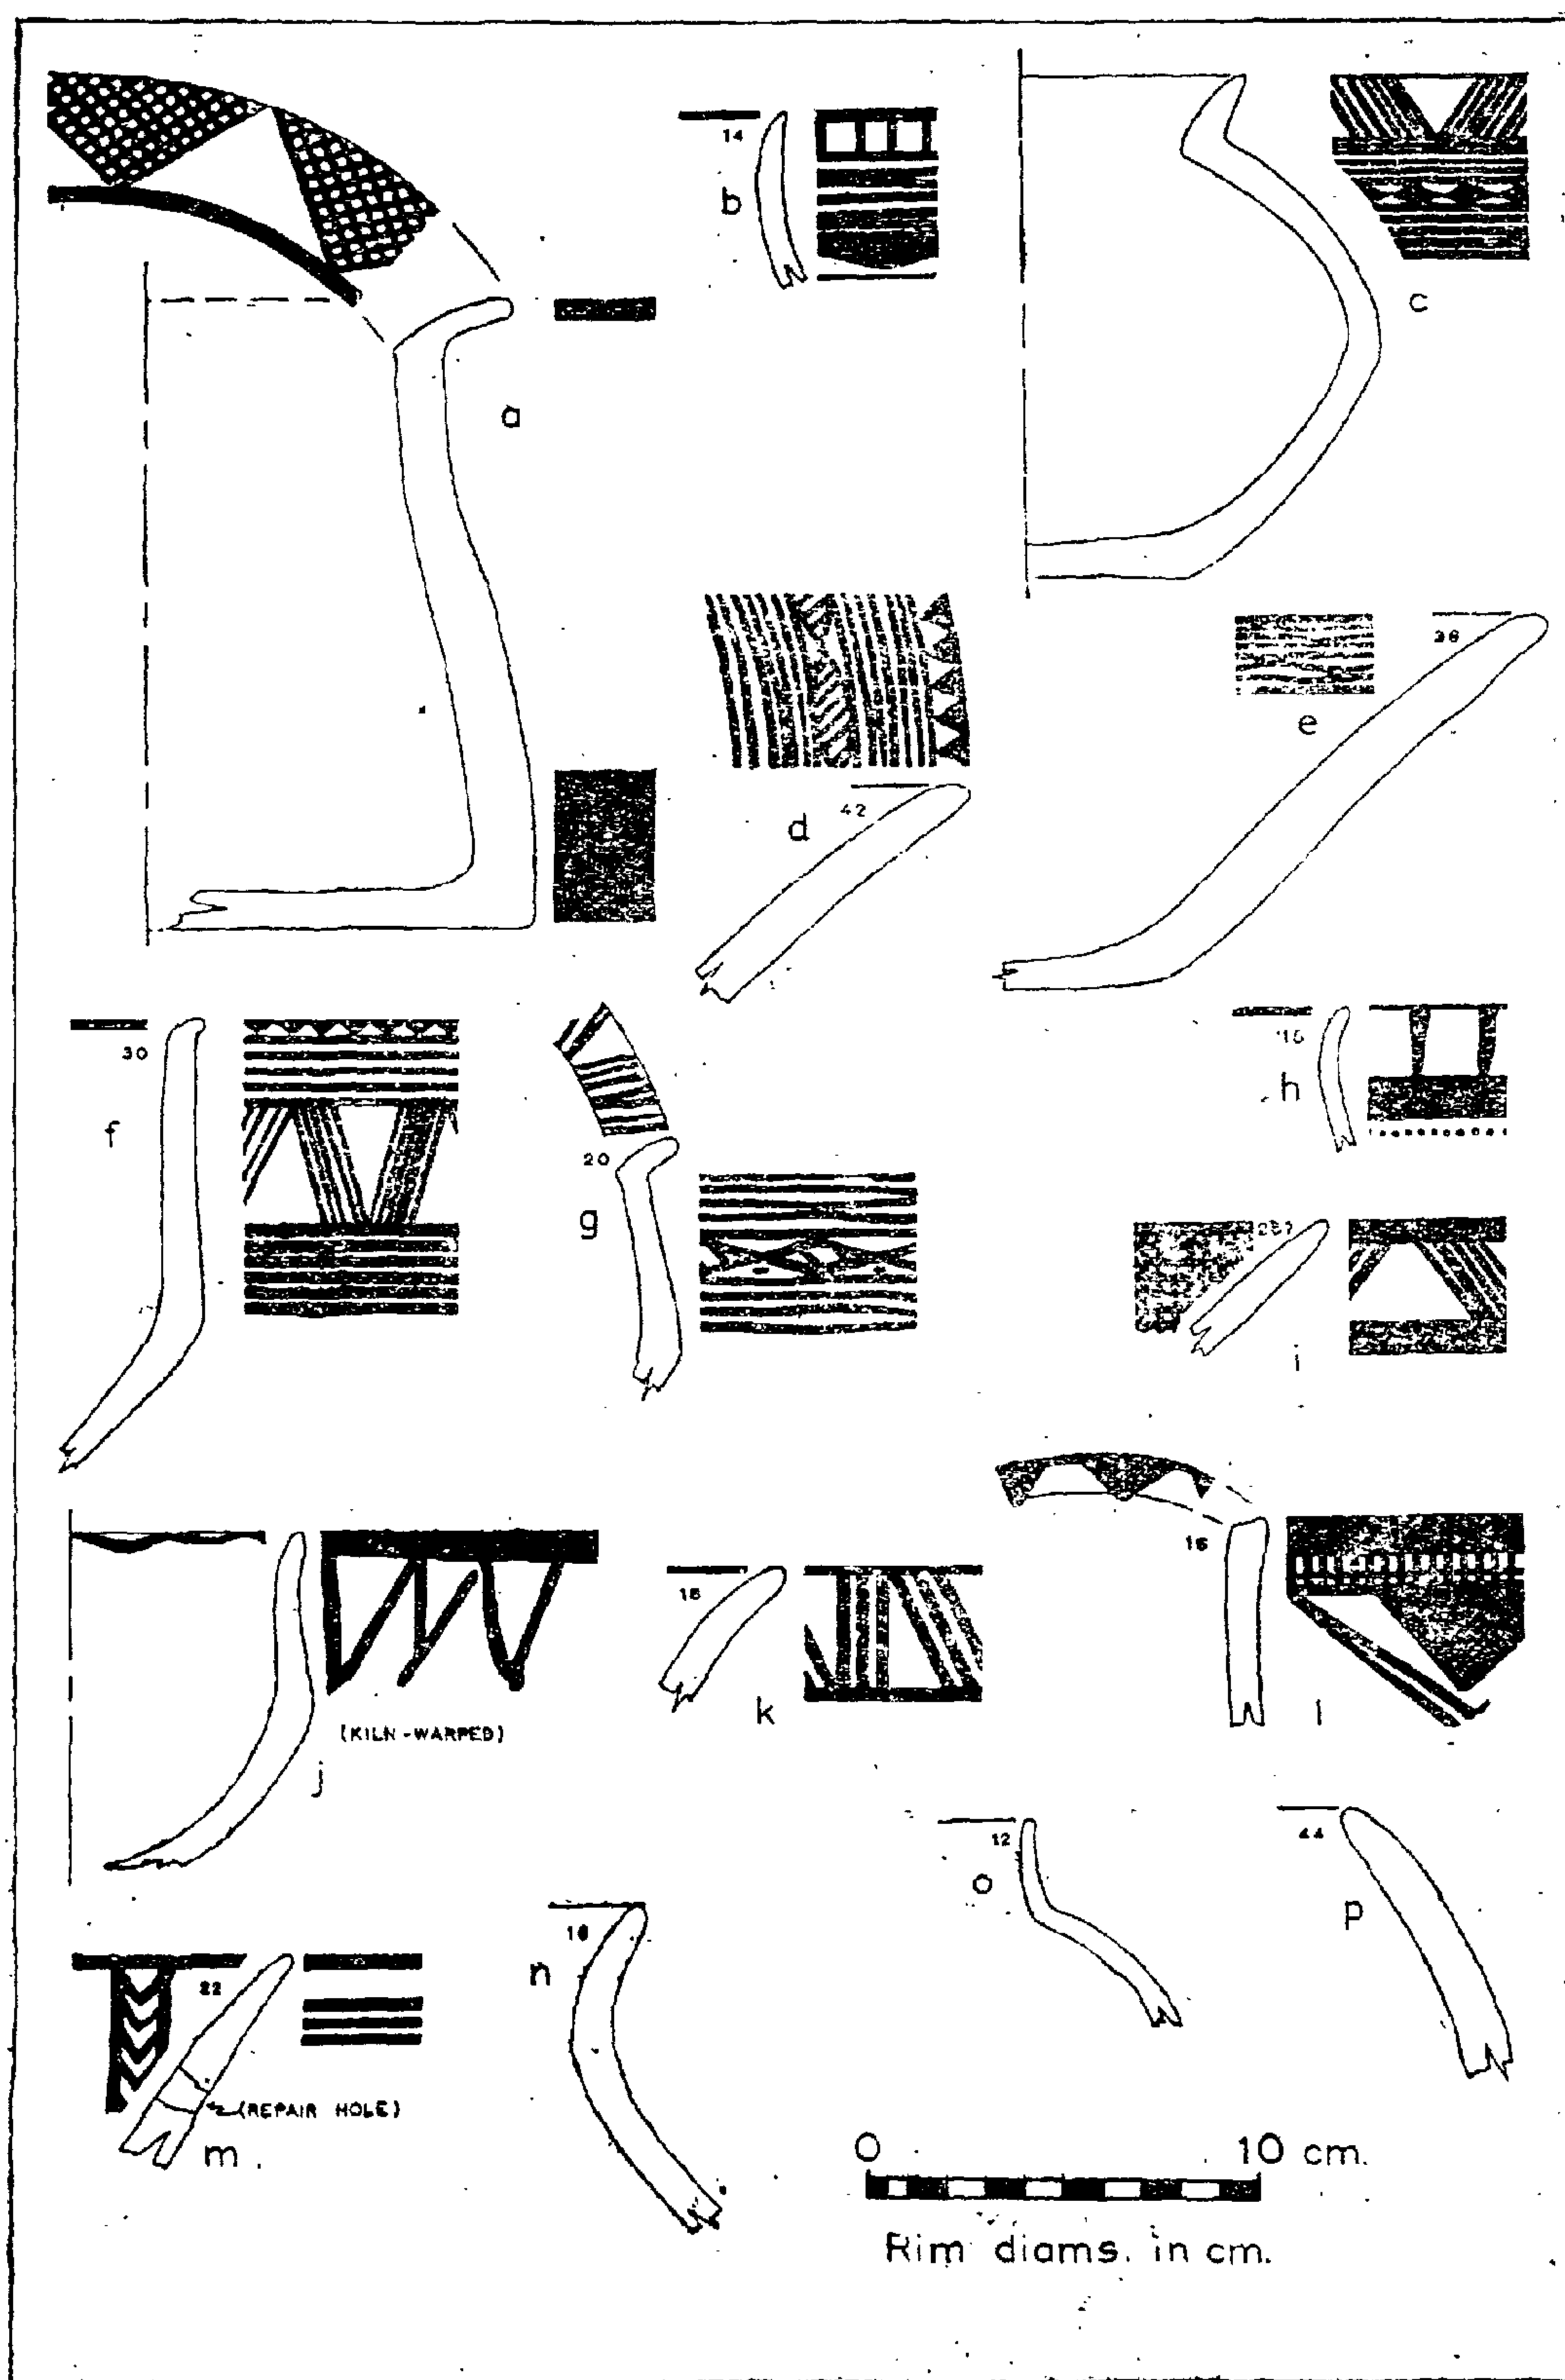 a
14
b
c
d
42
e
f
30
g
20
h
i
j
(KILN-WARPED)
k
l
16
m
22
(REPAIR HOLE)
n
o
12
p
44
0 10 cm.
Rim diams. in cm.